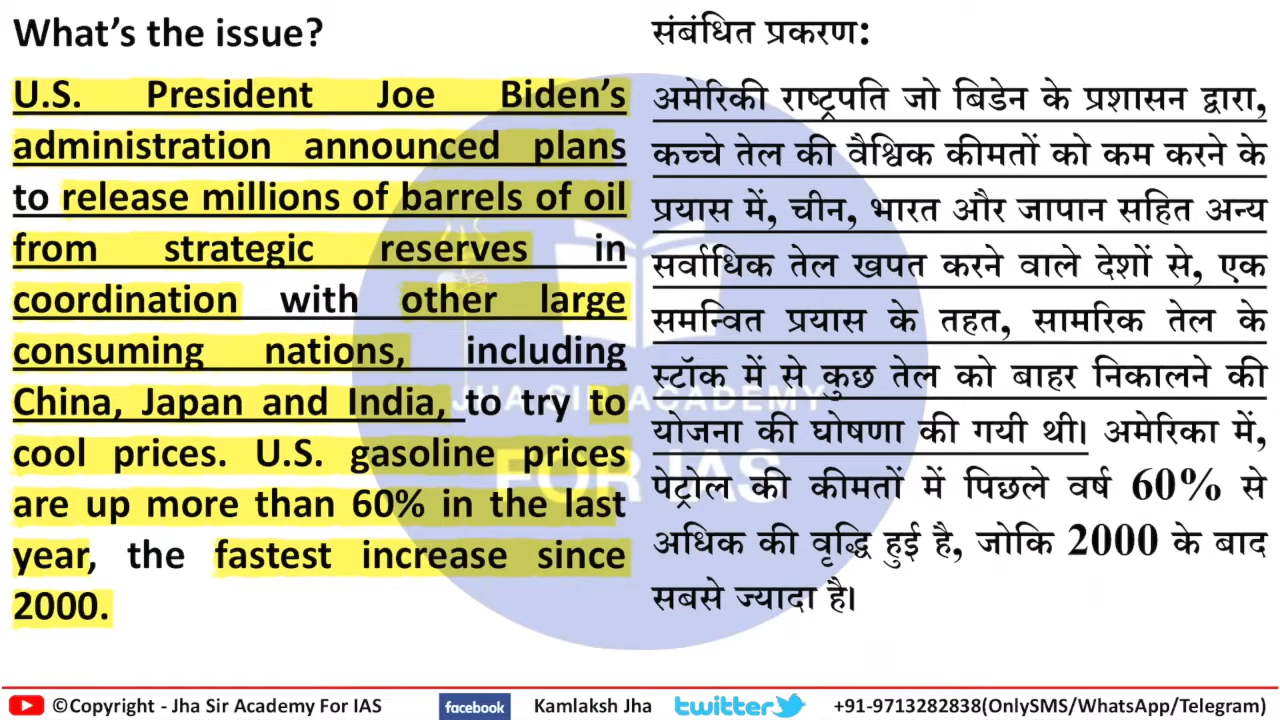 What's the issue?
U.S. President Joe Biden's
administration announced plans
to release millions of barrels of oil
from strategic reserves in
coordination with other large
consuming nations, including
China, Japan and India, to try to
cool prices. U.S. gasoline prices
are up more than 60% in the last
year, the fastest increase since
2000.
संबंधित प्रकरण:
अमेरिकी राष्ट्रपति जो बिडेन के प्रशासन द्वारा,
कच्चे तेल की वैश्विक कीमतों को कम करने के
प्रयास में, चीन, भारत और जापान सहित अन्य
सर्वाधिक तेल खपत करने वाले देशों से, एक
समन्वित प्रयास के तहत, सामरिक तेल के
स्टॉक में से कुछ तेल को बाहर निकालने की
योजना की घोषणा की गयी थी। अमेरिका में,
पेट्रोल की कीमतों में पिछले वर्ष 60% से
अधिक की वृद्धि हुई है, जोकि 2000 के बाद
सबसे ज्यादा है।
JHA SIR ACADEMY
FOR IAS
©Copyright - Jha Sir Academy For IAS
facebook
Kamlaksh Jha
twitter
+91-9713282838(OnlySMS/WhatsApp/Telegram)